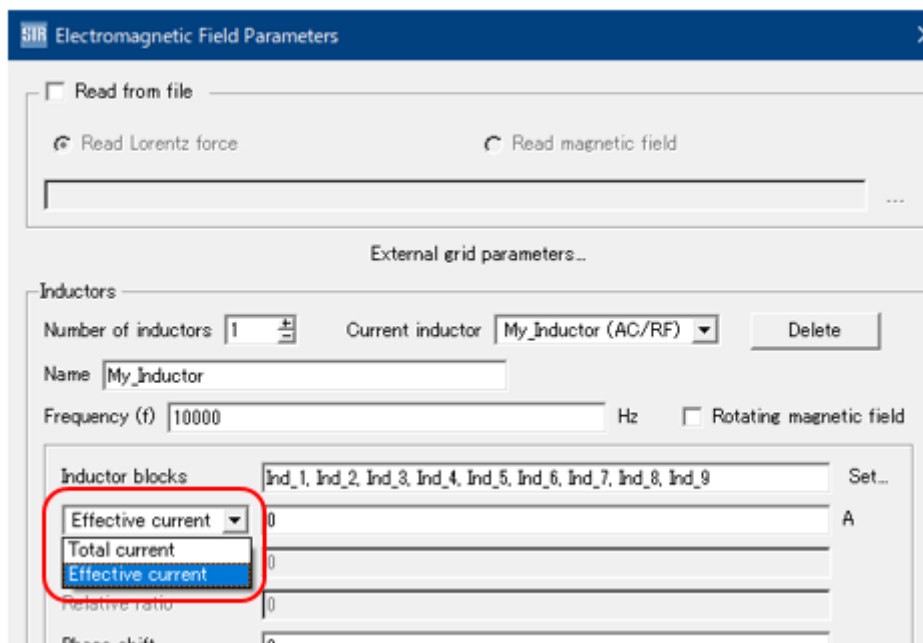 STR Electromagnetic Field Parameters
Read from file
Read Lorentz force Read magnetic field
...
External grid parameters...
Inductors
Number of inductors 1 Current inductor My_Inductor (AC/RF) Delete
Name My_Inductor
Frequency (f) 10000 Hz Rotating magnetic field
Inductor blocks Ind_1, Ind_2, Ind_3, Ind_4, Ind_5, Ind_6, Ind_7, Ind_8, Ind_9 Set...
Effective current 0 A
Total current
0
Effective current
Relative ratio 0
Phase shift